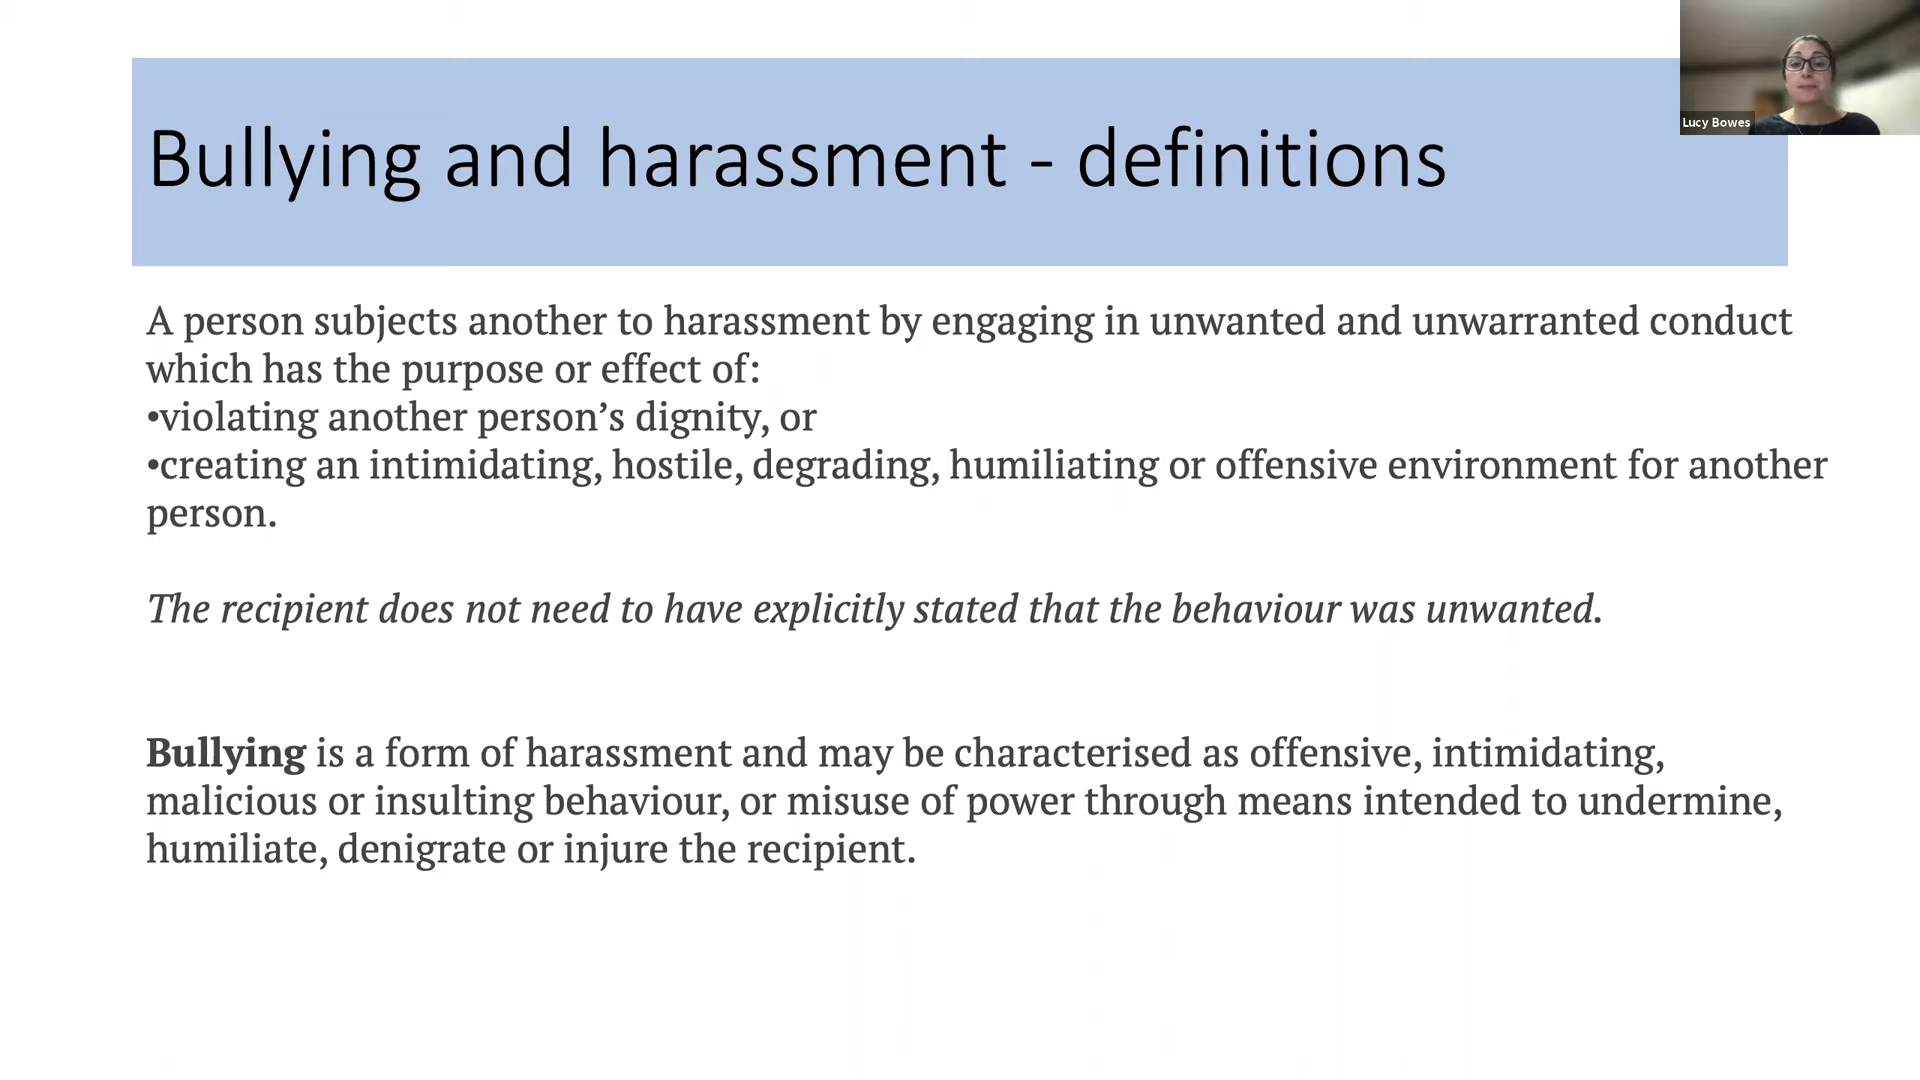 Lucy Bowes
Bullying and harassment - definitions
A person subjects another to harassment by engaging in unwanted and unwarranted conduct
which has the purpose or effect of:
•violating another person’s dignity, or
•creating an intimidating, hostile, degrading, humiliating or offensive environment for another
person.
The recipient does not need to have explicitly stated that the behaviour was unwanted.
Bullying is a form of harassment and may be characterised as offensive, intimidating,
malicious or insulting behaviour, or misuse of power through means intended to undermine,
humiliate, denigrate or injure the recipient.